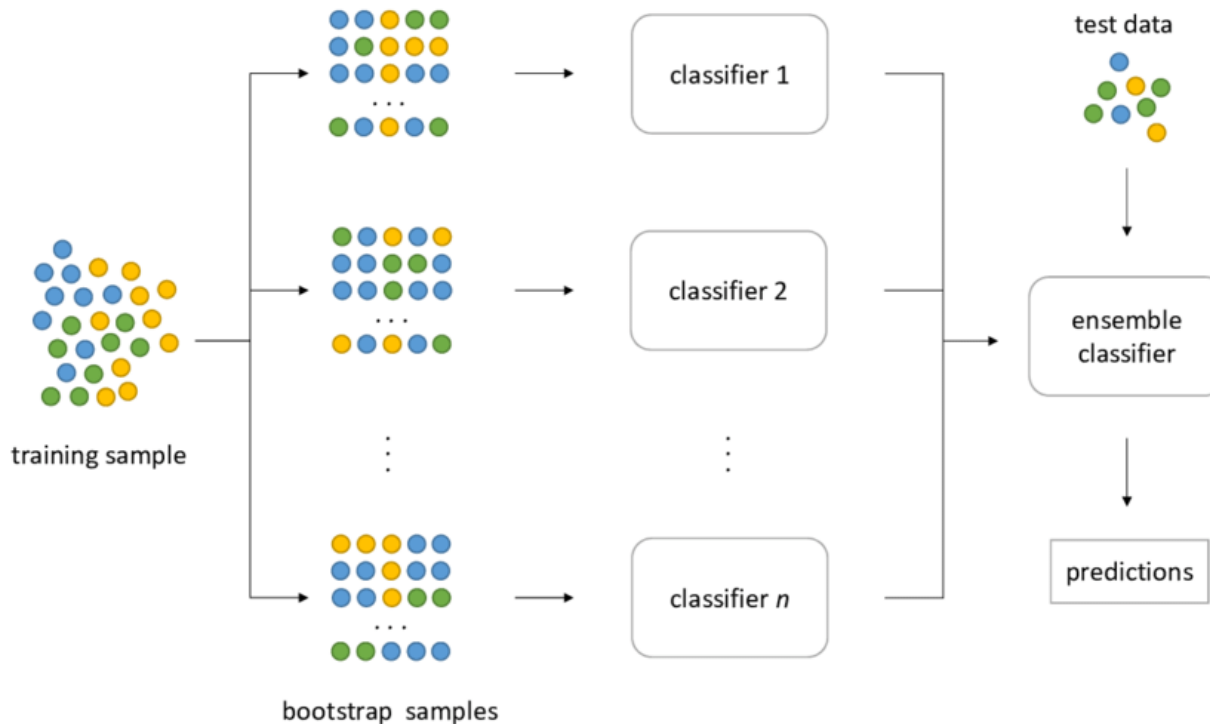 test data
classifier 1
. . .
classifier 2
. . .
ensemble
classifier
training sample
. . .
. . .
predictions
classifier n
. . .
bootstrap samples